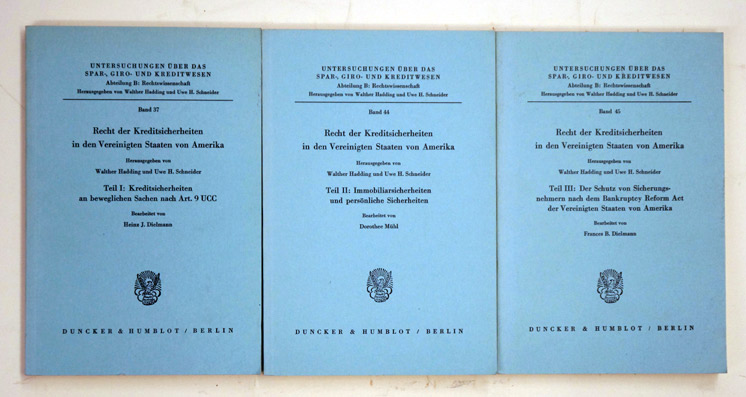 UNTERSUCHUNGEN ÜBER DAS
SPAR-, GIRO- UND KREDITWESEN
Abteilung B: Rechtswissenschaft
Herausgegeben von Walther Hadding und Uwe H. Schneider
Band 37
Recht der Kreditsicherheiten
in den Vereinigten Staaten von Amerika
Herausgegeben von
Walther Hadding und Uwe H. Schneider
Teil I: Kreditsicherheiten
an beweglichen Sachen nach Art. 9 UCC
Bearbeitet von
Heinz J. Dielmann
DUNCKER & HUMBLOT / BERLIN
UNTERSUCHUNGEN ÜBER DAS
SPAR-, GIRO- UND KREDITWESEN
Abteilung B: Rechtswissenschaft
Herausgegeben von Walther Hadding und Uwe H. Schneider
Band 44
Recht der Kreditsicherheiten
in den Vereinigten Staaten von Amerika
Herausgegeben von
Walther Hadding und Uwe H. Schneider
Teil II: Immobiliarsicherheiten
und persönliche Sicherheiten
Bearbeitet von
Dorothee Mühl
DUNCKER & HUMBLOT / BERLIN
UNTERSUCHUNGEN ÜBER DAS
SPAR-, GIRO- UND KREDITWESEN
Abteilung B: Rechtswissenschaft
Herausgegeben von Walther Hadding und Uwe H. Schneider
Band 45
Recht der Kreditsicherheiten
in den Vereinigten Staaten von Amerika
Herausgegeben von
Walther Hadding und Uwe H. Schneider
Teil III: Der Schutz von Sicherungs-
nehmern nach dem Bankruptcy Reform Act
der Vereinigten Staaten von Amerika
Bearbeitet von
Frances B. Dielmann
DUNCKER & HUMBLOT / BERLIN